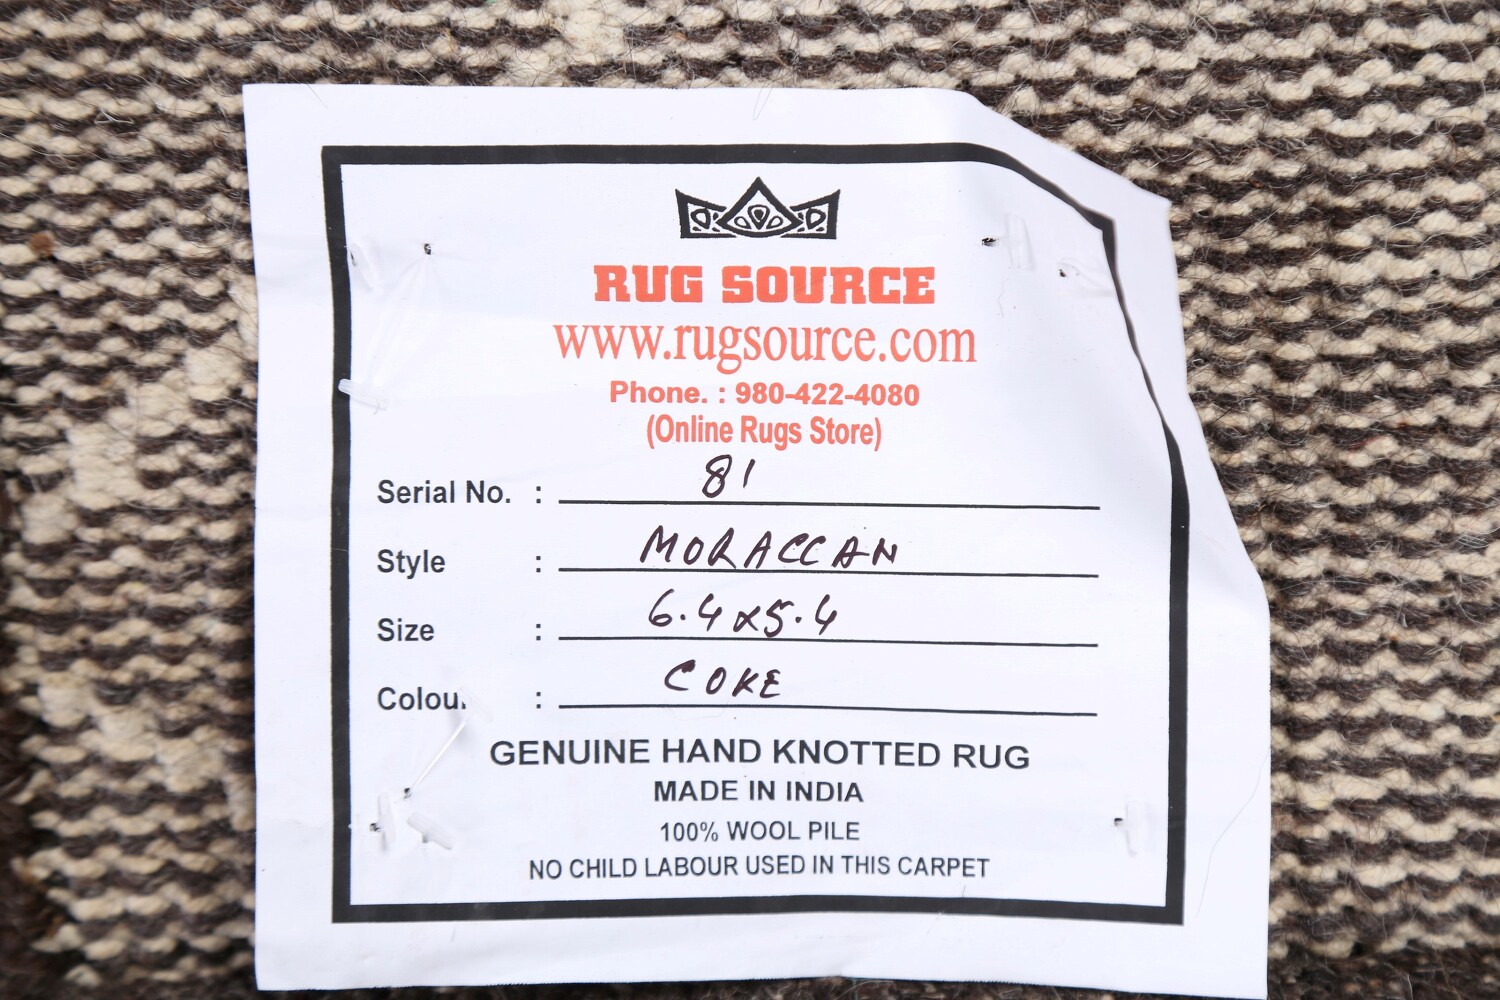 RUG SOURCE
www.rugsource.com
Phone. : 980-422-4080
(Online Rugs Store)
Serial No. : 81
Style : MORACCAN
Size : 6.4x5.4
Colour : COKE
GENUINE HAND KNOTTED RUG
MADE IN INDIA
100% WOOL PILE
NO CHILD LABOUR USED IN THIS CARPET